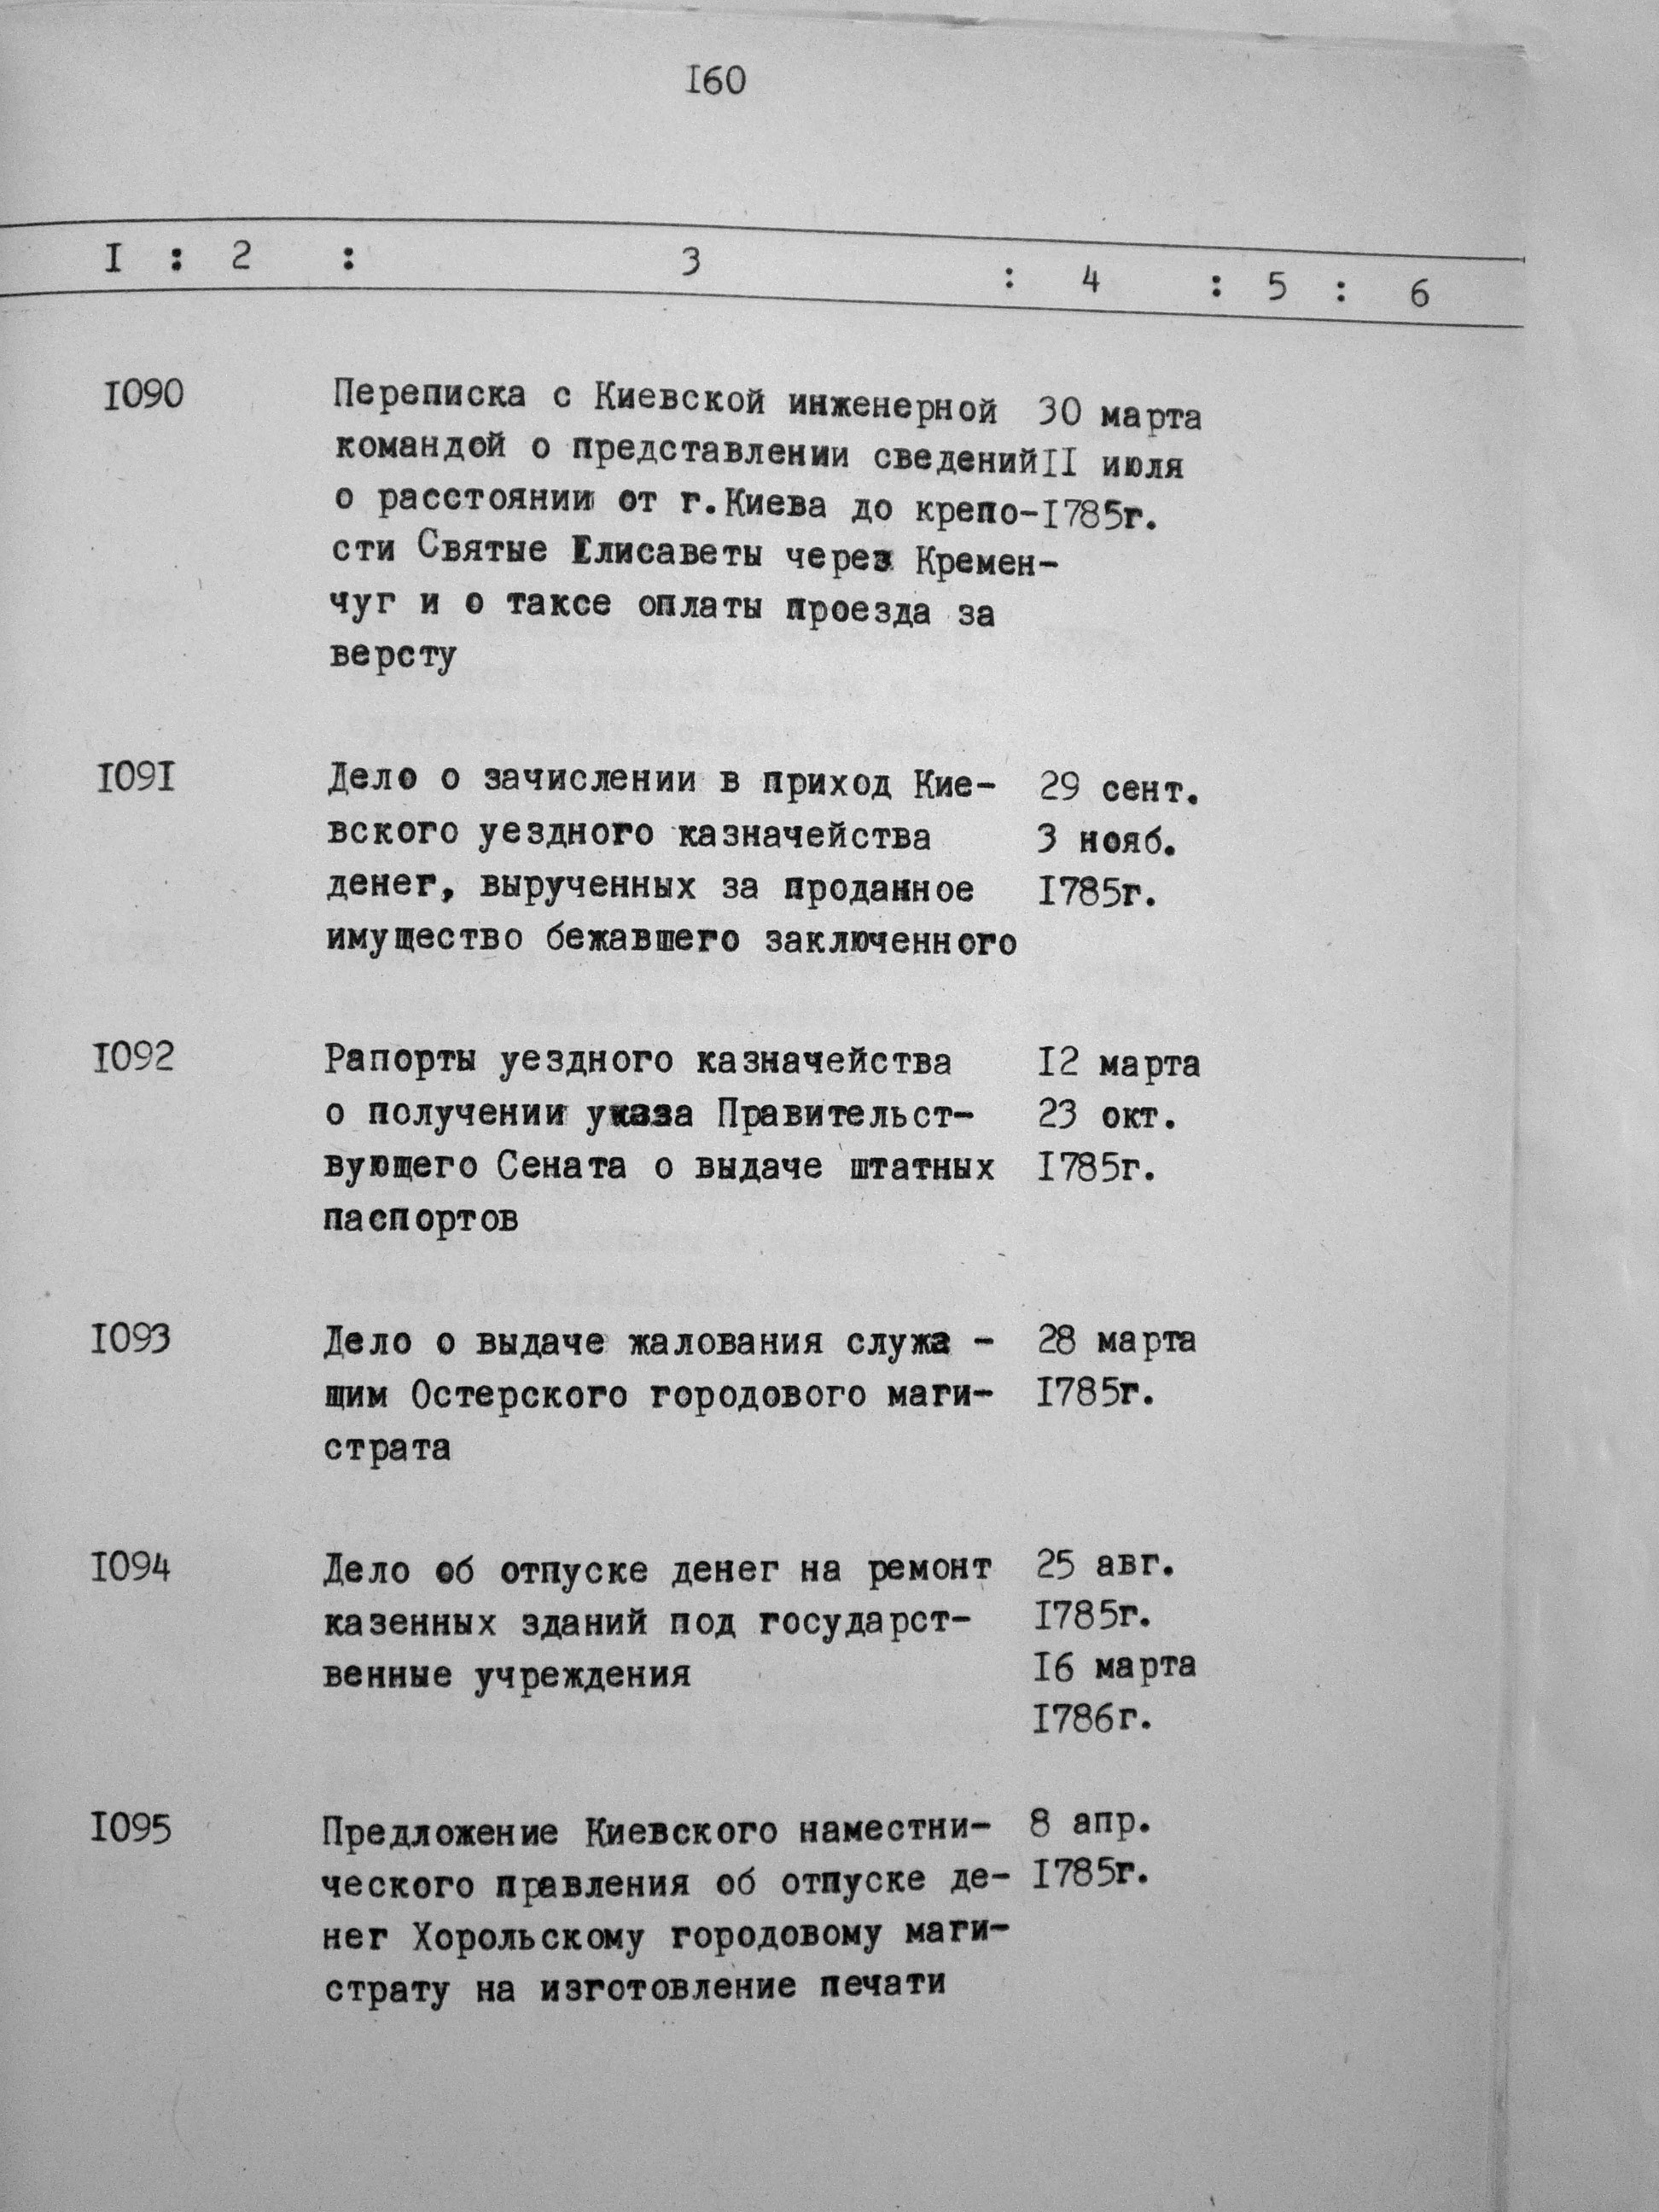 160
1 : 2 : 3 : 4 : 5 : 6
1090 Переписка с Киевской инженерной 30 марта
командой о представлении сведений 11 июля
о расстоянии от г.Киева до крепо- 1785г.
сти Святые Елисаветы через Кремен-
чуг и о таксе оплаты проезда за
версту
1091 Дело о зачислении в приход Кие- 29 сент.
вского уездного казначейства 3 нояб.
денег, вырученных за проданное 1785г.
имущество бежавшего заключенного
1092 Рапорты уездного казначейства 12 марта
о получении указа Правительст- 23 окт.
вующего Сената о выдаче штатных 1785г.
паспортов
1093 Дело о выдаче жалования служа - 28 марта
щим Остерского городового маги- 1785г.
страта
1094 Дело об отпуске денег на ремонт 25 авг.
казенных зданий под государст- 1785г.
венные учреждения 16 марта
1786г.
1095 Предложение Киевского наместни- 8 апр.
ческого правления об отпуске де- 1785г.
нег Хорольскому городовому маги-
страту на изготовление печати